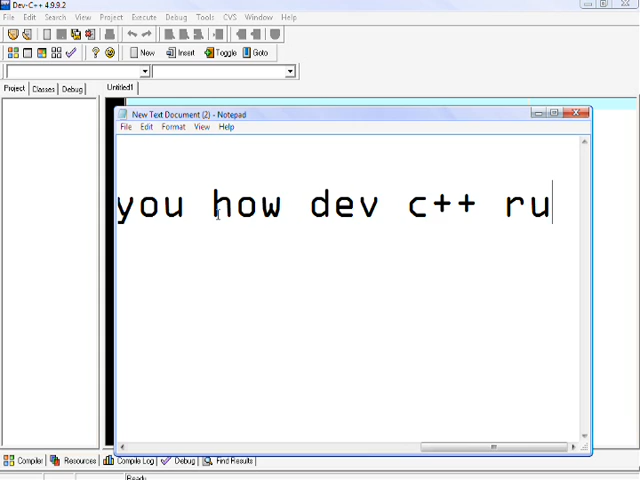 Dev-C++ 4.9.9.2
File Edit Search View Project Execute Debug Tools CVS Window Help
New Insert Toggle Goto
Project Classes Debug Untitled1
New Text Document (2) - Notepad
File Edit Format View Help
you how dev c++ ru
Compiler Resources Compile Log Debug Find Results
Ready.